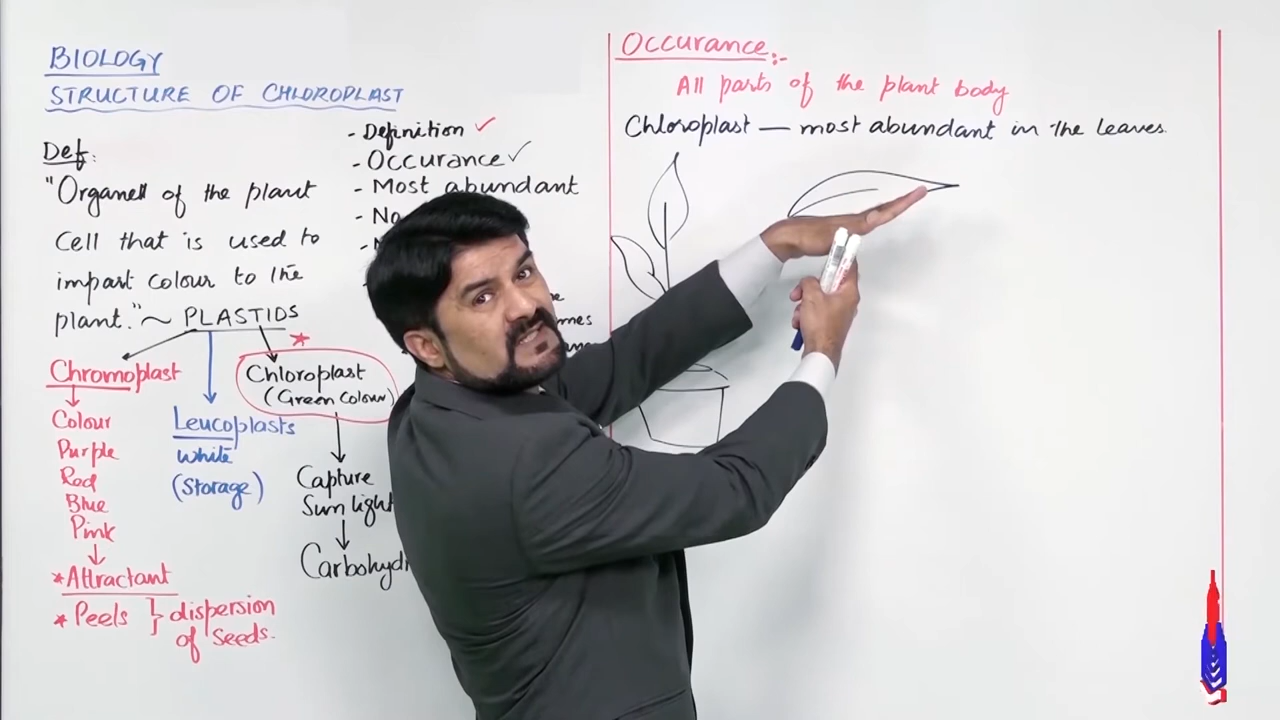 BIOLOGY
STRUCTURE OF CHLOROPLAST
Def:
"Organell of the plant
Cell that is used to
impart colour to the
plant."~ PLASTIDS
Chromoplast
Colour
Purple
Red
Blue
Pink
*Attractant
*Peels } dispersion
of Seeds.
Leucoplasts
White
(Storage)
Chloroplast
(Green Colour)
Capture
Sun light
Carbohydr
- Definition ✓
- Occurance ✓
- Most abundant
- No
Occurance:-
All parts of the plant body
Chloroplast — most abundant in the leaves.